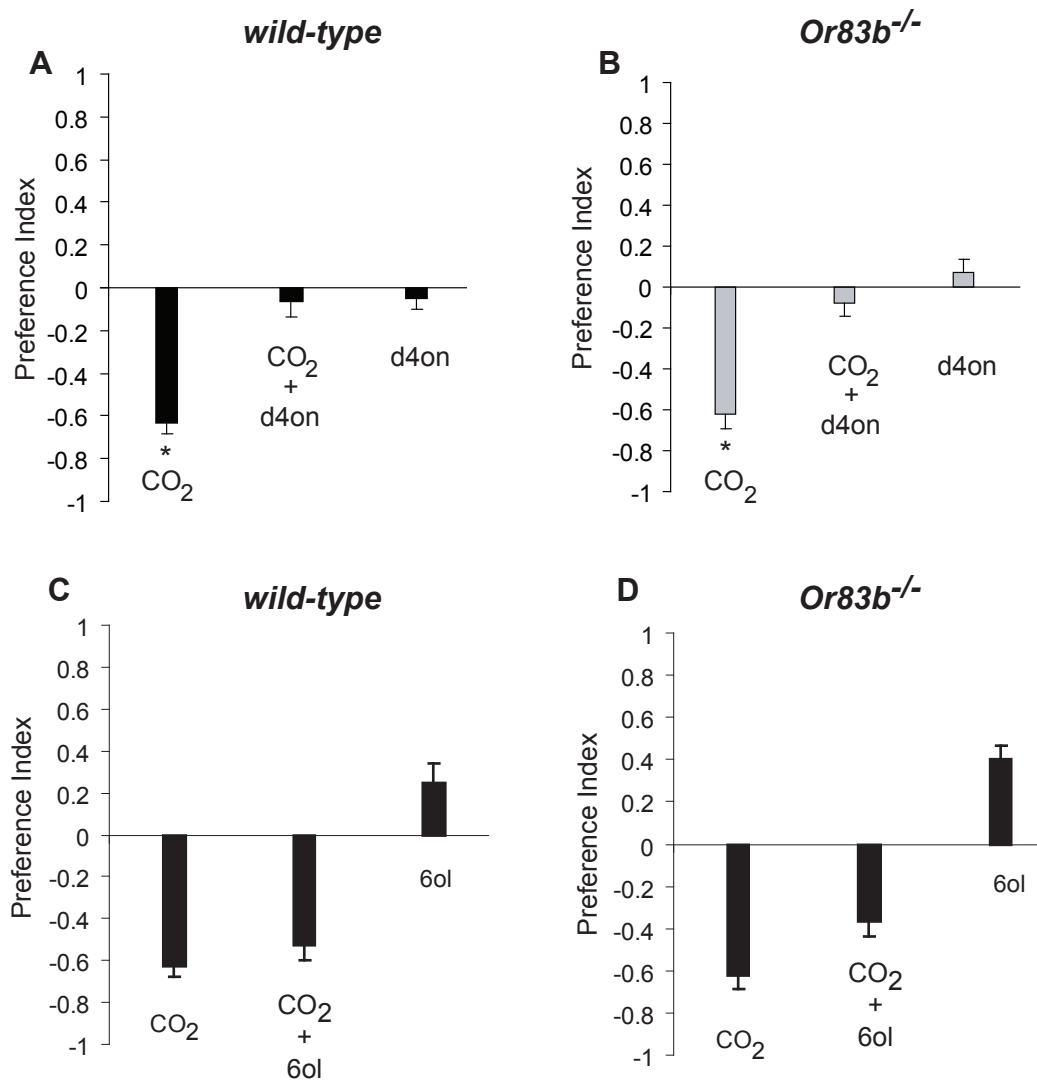 wild-type
A
Preference Index
1
0.8
0.6
0.4
0.2
0
-0.2
-0.4
-0.6
-0.8
-1
*
CO2
CO2
+
d4on
d4on
Or83b-/-
B
Preference Index
1
0.8
0.6
0.4
0.2
0
-0.2
-0.4
-0.6
-0.8
-1
*
CO2
CO2
+
d4on
d4on
wild-type
C
Preference Index
1
0.8
0.6
0.4
0.2
0
-0.2
-0.4
-0.6
-0.8
-1
CO2
CO2
+
6ol
6ol
Or83b-/-
D
Preference Index
1
0.8
0.6
0.4
0.2
0
-0.2
-0.4
-0.6
-0.8
-1
CO2
CO2
+
6ol
6ol